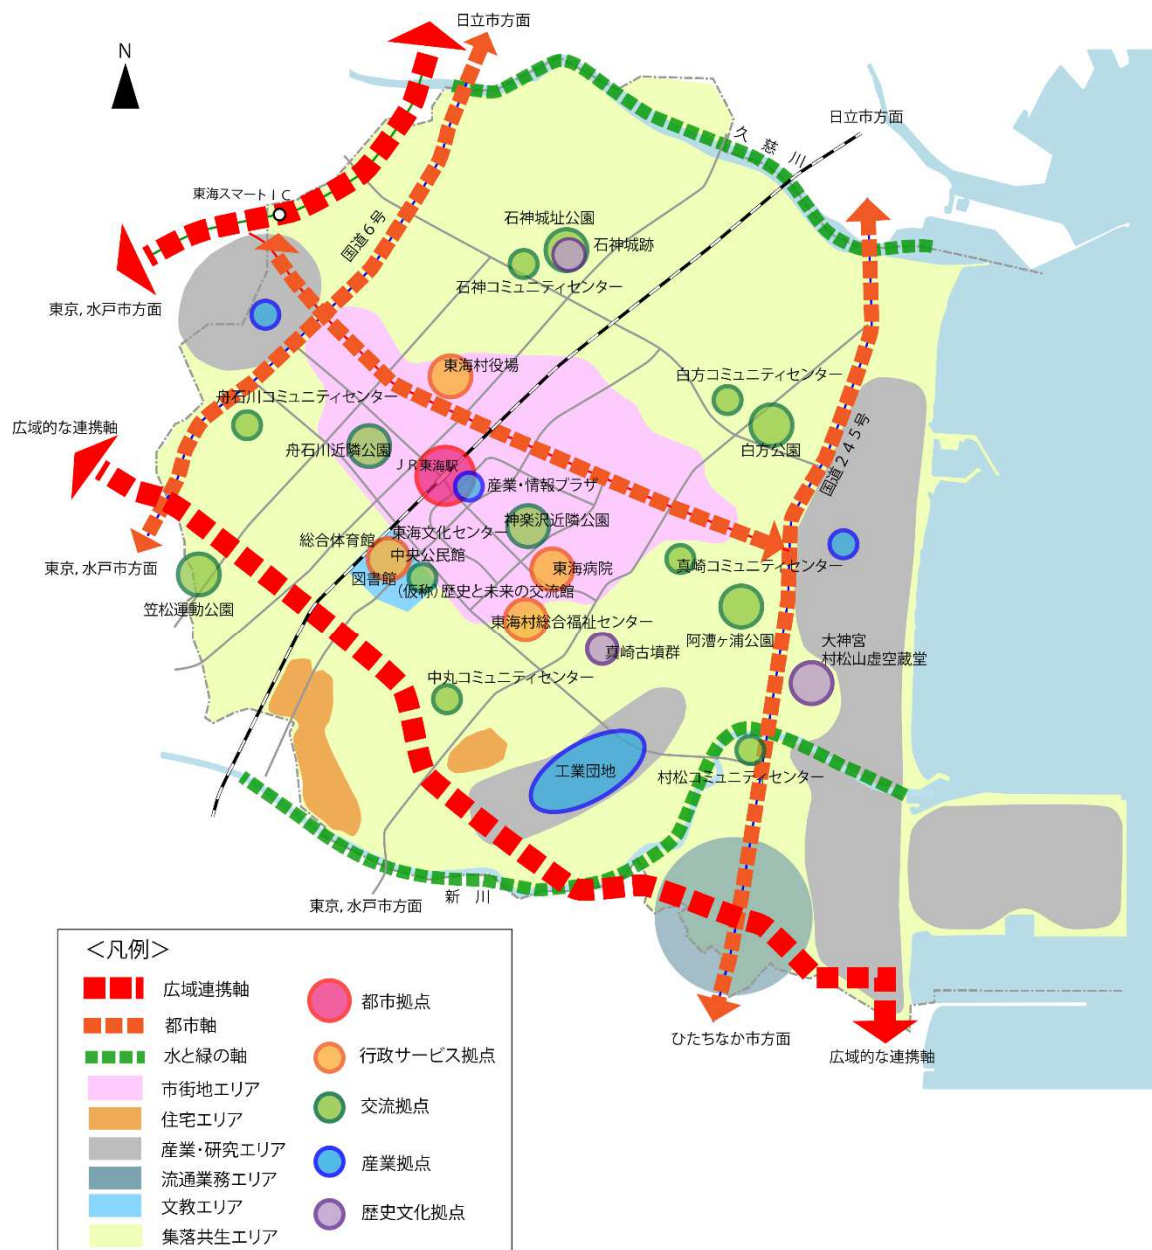 日立市方面
N
日立市方面
久慈川
東海スマートIC
国道6号
石神城址公園
石神城跡
石神コミュニティセンター
東京,水戸市方面
東海村役場
白方コミュニティセンター
舟石川コミュニティセンター
広域的な連携軸
舟石川近隣公園
白方公園
国道245号
JR東海駅
産業・情報プラザ
神楽沢近隣公園
東海文化センター
総合体育館
中央公民館
図書館
(仮称)歴史と未来の交流館
東海病院
真崎コミュニティセンター
東京,水戸市方面
笠松運動公園
東海村総合福祉センター
阿漕ヶ浦公園
大神宮
村松山虚空蔵堂
真崎古墳群
中丸コミュニティセンター
工業団地
村松コミュニティセンター
東京,水戸市方面
新川
ひたちなか市方面
広域的な連携軸
<凡例>
広域連携軸
都市軸
水と緑の軸
市街地エリア
住宅エリア
産業・研究エリア
流通業務エリア
文教エリア
集落共生エリア
都市拠点
行政サービス拠点
交流拠点
産業拠点
歴史文化拠点